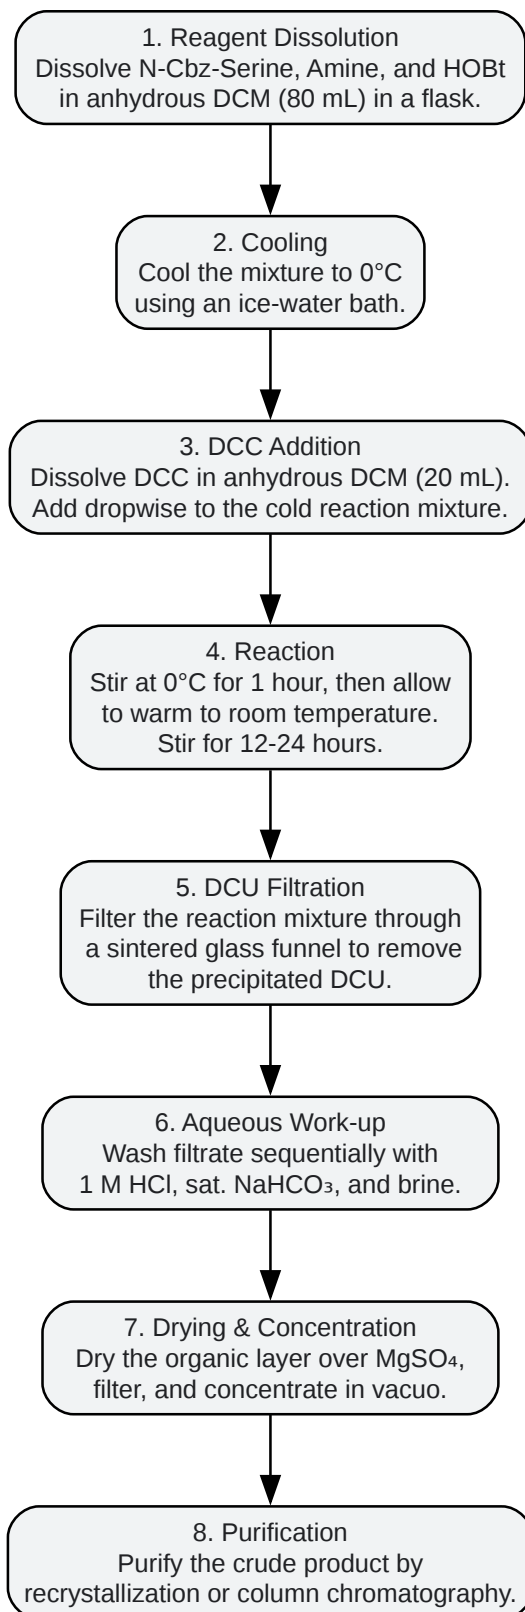 1. Reagent Dissolution
Dissolve N-Cbz-Serine, Amine, and HOBt
in anhydrous DCM (80 mL) in a flask.
2. Cooling
Cool the mixture to 0°C
using an ice-water bath.
3. DCC Addition
Dissolve DCC in anhydrous DCM (20 mL).
Add dropwise to the cold reaction mixture.
4. Reaction
Stir at 0°C for 1 hour, then allow
to warm to room temperature.
Stir for 12-24 hours.
5. DCU Filtration
Filter the reaction mixture through
a sintered glass funnel to remove
the precipitated DCU.
6. Aqueous Work-up
Wash filtrate sequentially with
1 M HCl, sat. NaHCO₃, and brine.
7. Drying & Concentration
Dry the organic layer over MgSO₄,
filter, and concentrate in vacuo.
8. Purification
Purify the crude product by
recrystallization or column chromatography.